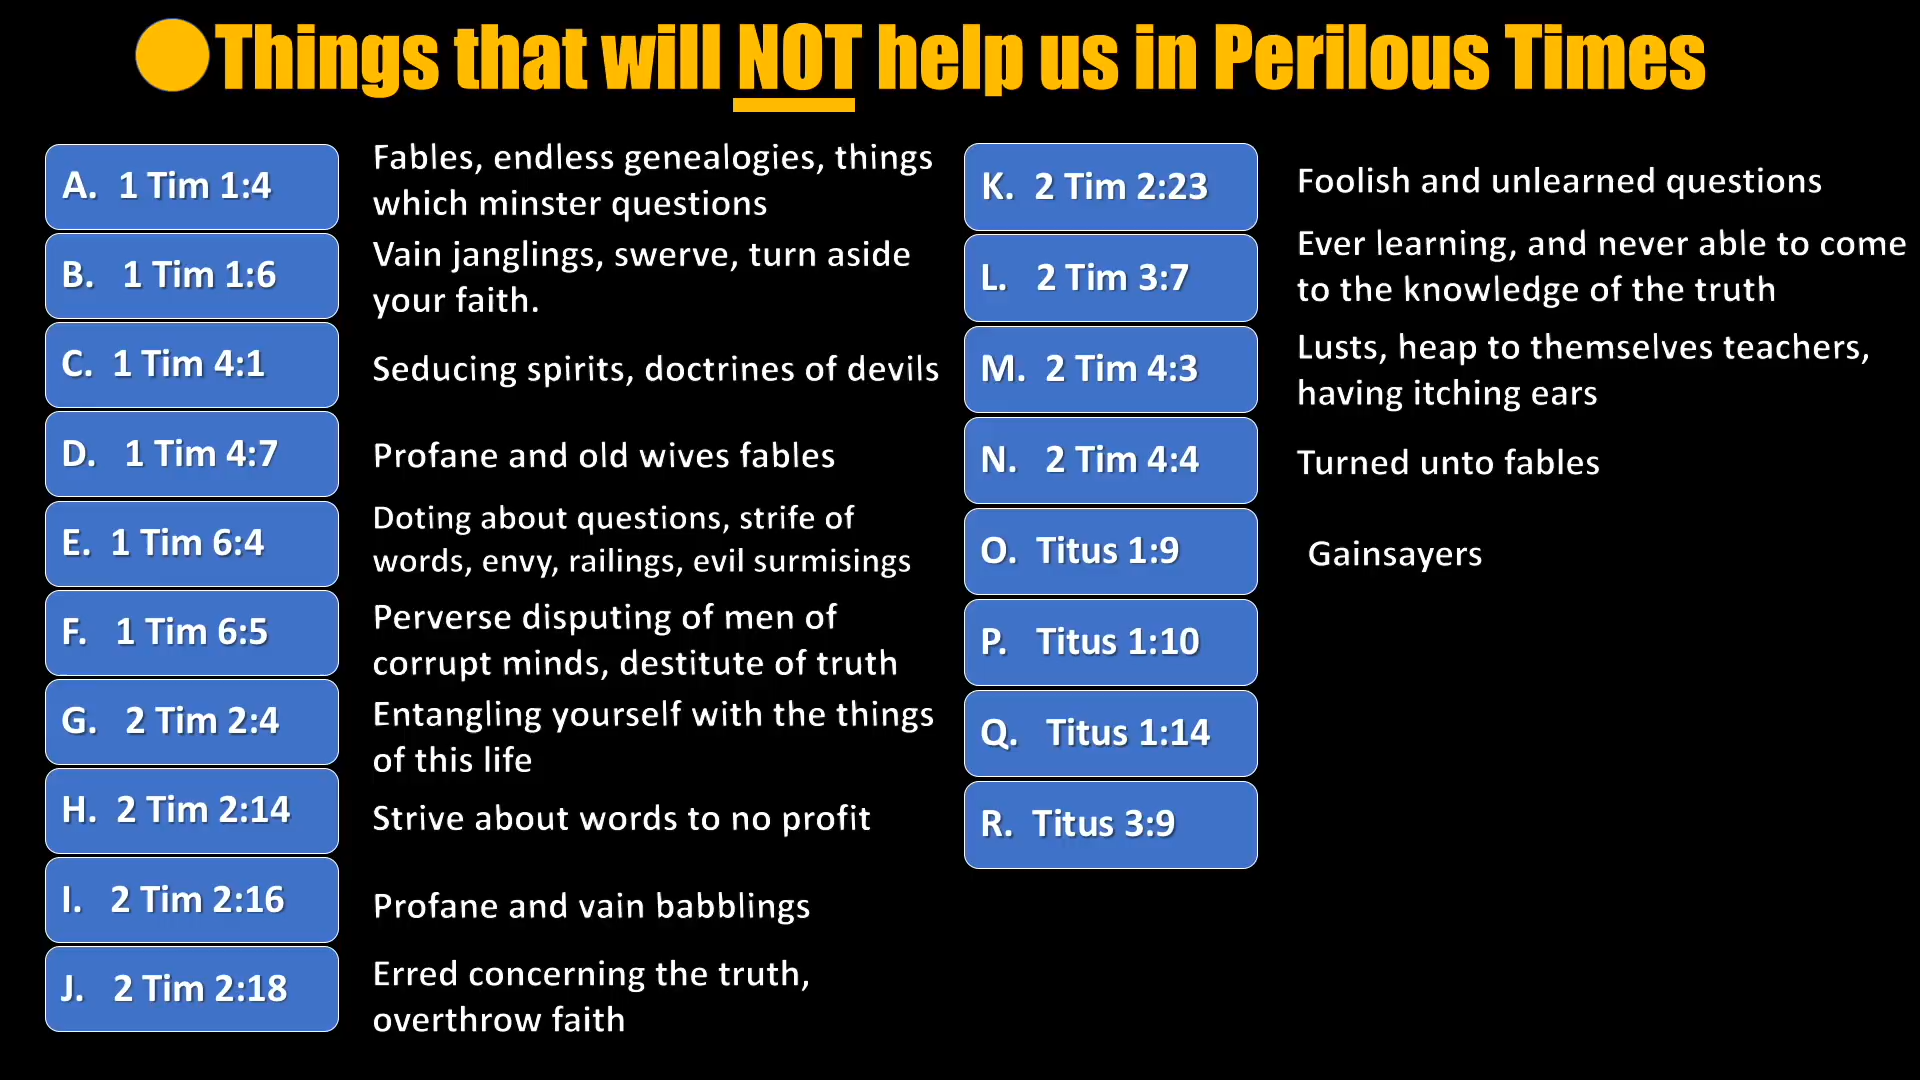 Things that will NOT help us in Perilous Times
A. 1 Tim 1:4
Fables, endless genealogies, things
which minster questions
B. 1 Tim 1:6
Vain janglings, swerve, turn aside
your faith.
C. 1 Tim 4:1
Seducing spirits, doctrines of devils
D. 1 Tim 4:7
Profane and old wives fables
E. 1 Tim 6:4
Doting about questions, strife of
words, envy, railings, evil surmisings
F. 1 Tim 6:5
Perverse disputing of men of
corrupt minds, destitute of truth
G. 2 Tim 2:4
Entangling yourself with the things
of this life
H. 2 Tim 2:14
Strive about words to no profit
I. 2 Tim 2:16
Profane and vain babblings
J. 2 Tim 2:18
Erred concerning the truth,
overthrow faith
K. 2 Tim 2:23
Foolish and unlearned questions
L. 2 Tim 3:7
Ever learning, and never able to come
to the knowledge of the truth
M. 2 Tim 4:3
Lusts, heap to themselves teachers,
having itching ears
N. 2 Tim 4:4
Turned unto fables
O. Titus 1:9
Gainsayers
P. Titus 1:10
Q. Titus 1:14
R. Titus 3:9